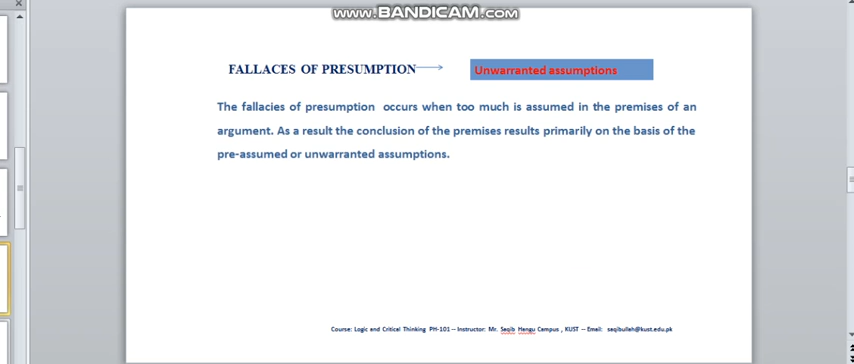 www.BANDICAM.com
FALLACES OF PRESUMPTION
Unwarranted assumptions
The fallacies of presumption occurs when too much is assumed in the premises of an
argument. As a result the conclusion of the premises results primarily on the basis of the
pre-assumed or unwarranted assumptions.
Course: Logic and Critical Thinking PH-101 – Instructor: Mr. Saqib Hangu Campus , KUST – Email: saqibullah@kust.edu.pk